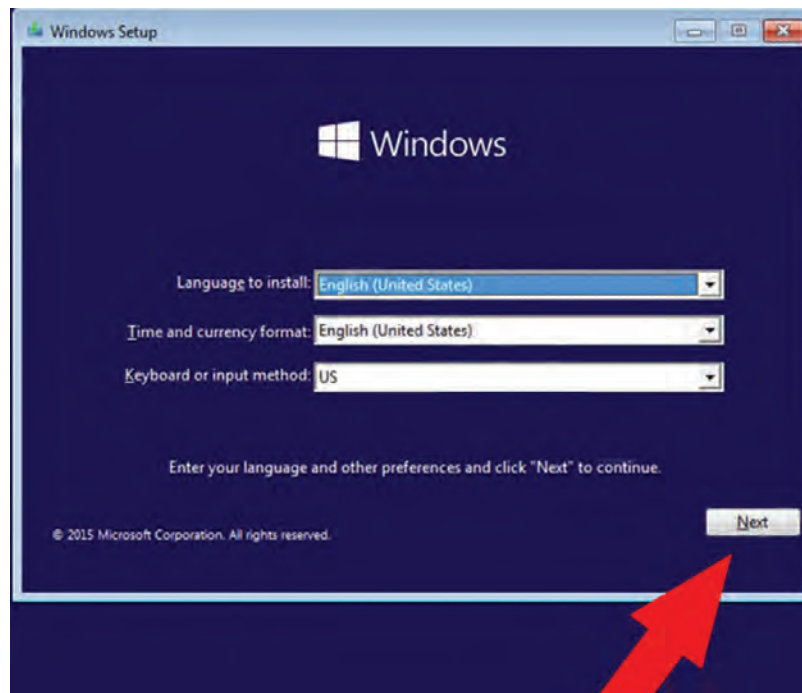 Windows Setup
Windows
Language to install: English (United States)
Time and currency format: English (United States)
Keyboard or input method: US
Enter your language and other preferences and click "Next" to continue.
Next
© 2015 Microsoft Corporation. All rights reserved.